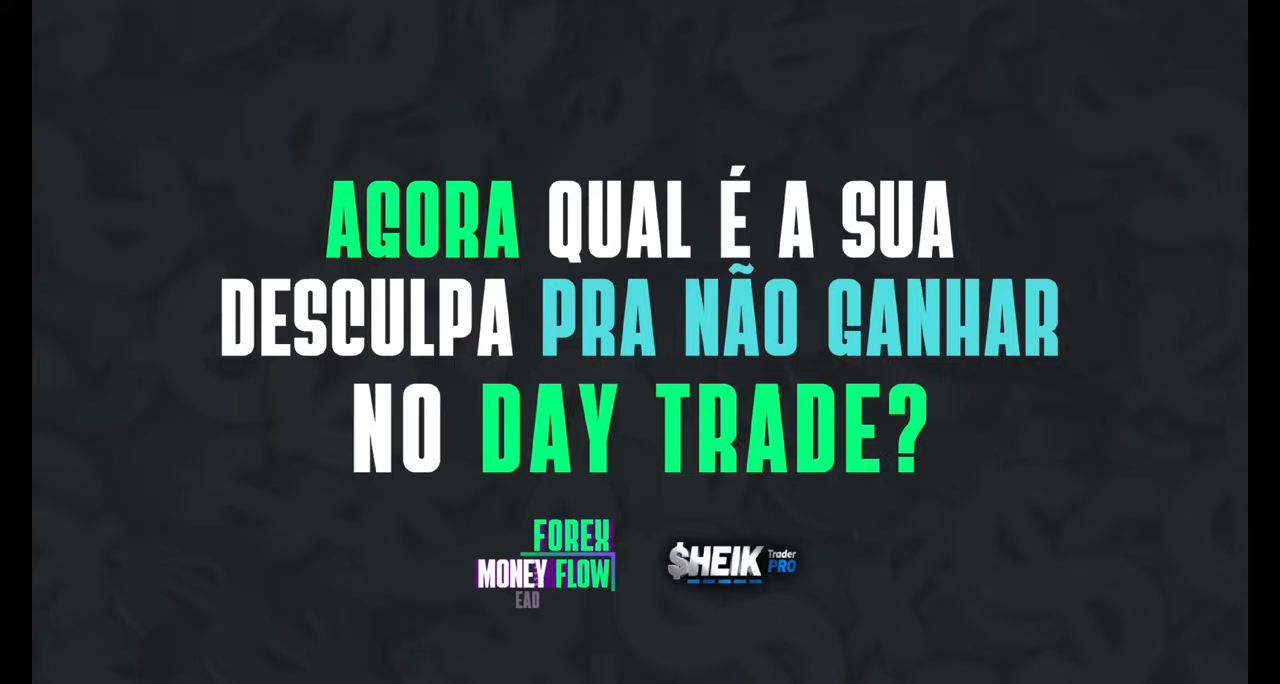 AGORA QUAL É A SUA
DESCULPA PRA NÃO GANHAR
NO DAY TRADE?
FOREX
MONEY FLOW
EAD
$HEIK Trader PRO